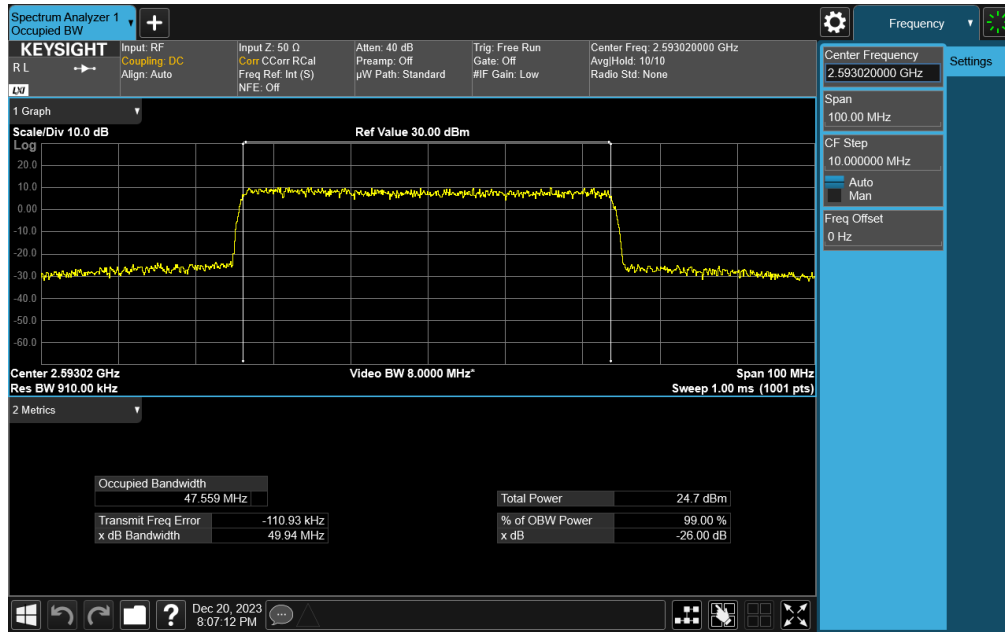 Spectrum Analyzer 1
Occupied BW
Frequency
KEYSIGHT
R L
LXI
Input: RF
Coupling: DC
Align: Auto
Input Z: 50 Ω
Corr CCorr RCal
Freq Ref: Int (S)
NFE: Off
Atten: 40 dB
Preamp: Off
µW Path: Standard
Trig: Free Run
Gate: Off
#IF Gain: Low
Center Freq: 2.593020000 GHz
Avg|Hold: 10/10
Radio Std: None
Center Frequency
2.593020000 GHz
Settings
Span
100.00 MHz
CF Step
10.000000 MHz
Auto
Man
Freq Offset
0 Hz
1 Graph
Scale/Div 10.0 dB
Ref Value 30.00 dBm
Log
20.0
10.0
0.00
-10.0
-20.0
-30.0
-40.0
-50.0
-60.0
Center 2.59302 GHz
Video BW 8.0000 MHz*
Span 100 MHz
Res BW 910.00 kHz
Sweep 1.00 ms (1001 pts)
2 Metrics
Occupied Bandwidth
47.559 MHz
Total Power 24.7 dBm
Transmit Freq Error -110.93 kHz
% of OBW Power 99.00 %
x dB Bandwidth 49.94 MHz
x dB -26.00 dB
?
Dec 20, 2023
8:07:12 PM